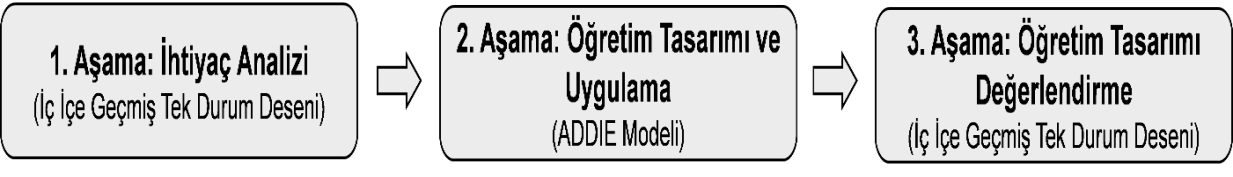 1. Aşama: İhtiyaç Analizi
(İç İçe Geçmiş Tek Durum Deseni)
2. Aşama: Öğretim Tasarımı ve
Uygulama
(ADDIE Modeli)
3. Aşama: Öğretim Tasarımı
Değerlendirme
(İç İçe Geçmiş Tek Durum Deseni)